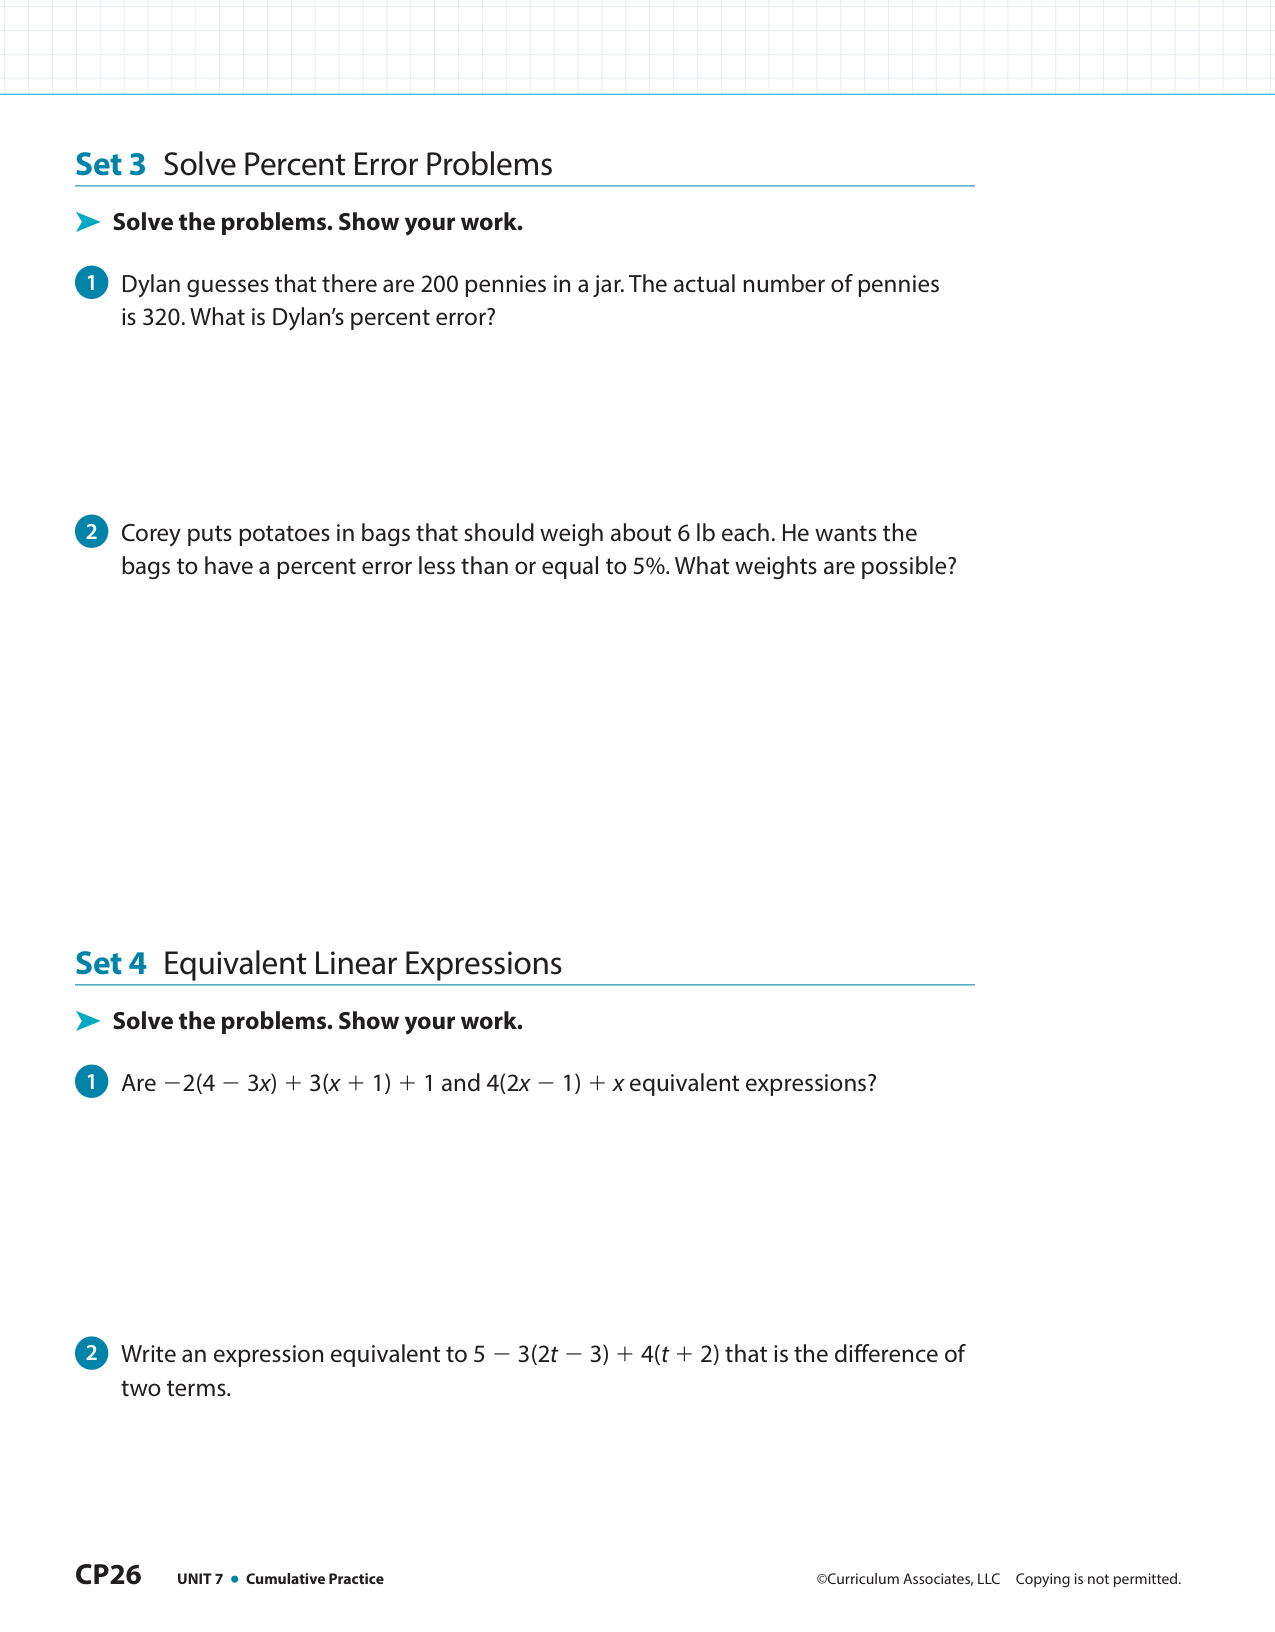 Set 3 Solve Percent Error Problems
Solve the problems. Show your work.
1 Dylan guesses that there are 200 pennies in a jar. The actual number of pennies
is 320. What is Dylan’s percent error?
2 Corey puts potatoes in bags that should weigh about 6 lb each. He wants the
bags to have a percent error less than or equal to 5%. What weights are possible?
Set 4 Equivalent Linear Expressions
Solve the problems. Show your work.
1 Are −2(4 − 3x) + 3(x + 1) + 1 and 4(2x − 1) + x equivalent expressions?
2 Write an expression equivalent to 5 − 3(2t − 3) + 4(t + 2) that is the difference of
two terms.
CP26 UNIT 7 • Cumulative Practice ©Curriculum Associates, LLC Copying is not permitted.